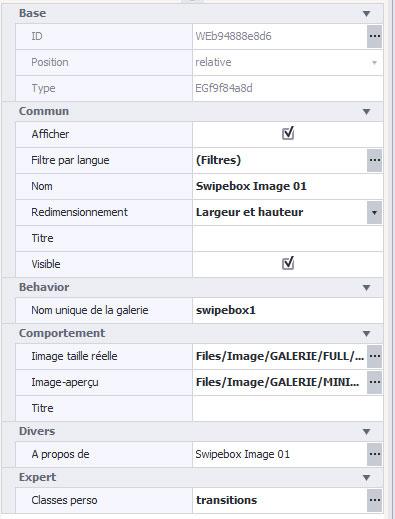 Base
ID WEb94888e8d6
Position relative
Type EGf9f84a8d
Commun
Afficher
Filtre par langue (Filtres)
Nom Swipebox Image 01
Redimensionnement Largeur et hauteur
Titre
Visible
Behavior
Nom unique de la galerie swipebox1
Comportement
Image taille réelle Files/Image/GALERIE/FULL/...
Image-aperçu Files/Image/GALERIE/MINI...
Titre
Divers
A propos de Swipebox Image 01
Expert
Classes perso transitions